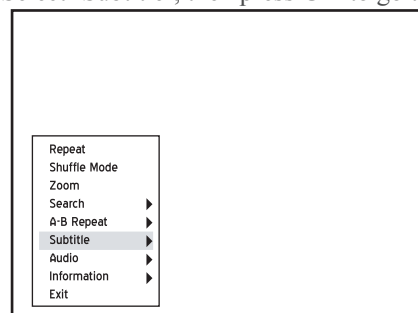 Repeat
Shuffle Mode
Zoom
Search
A-B Repeat
Subtitle
Audio
Information
Exit